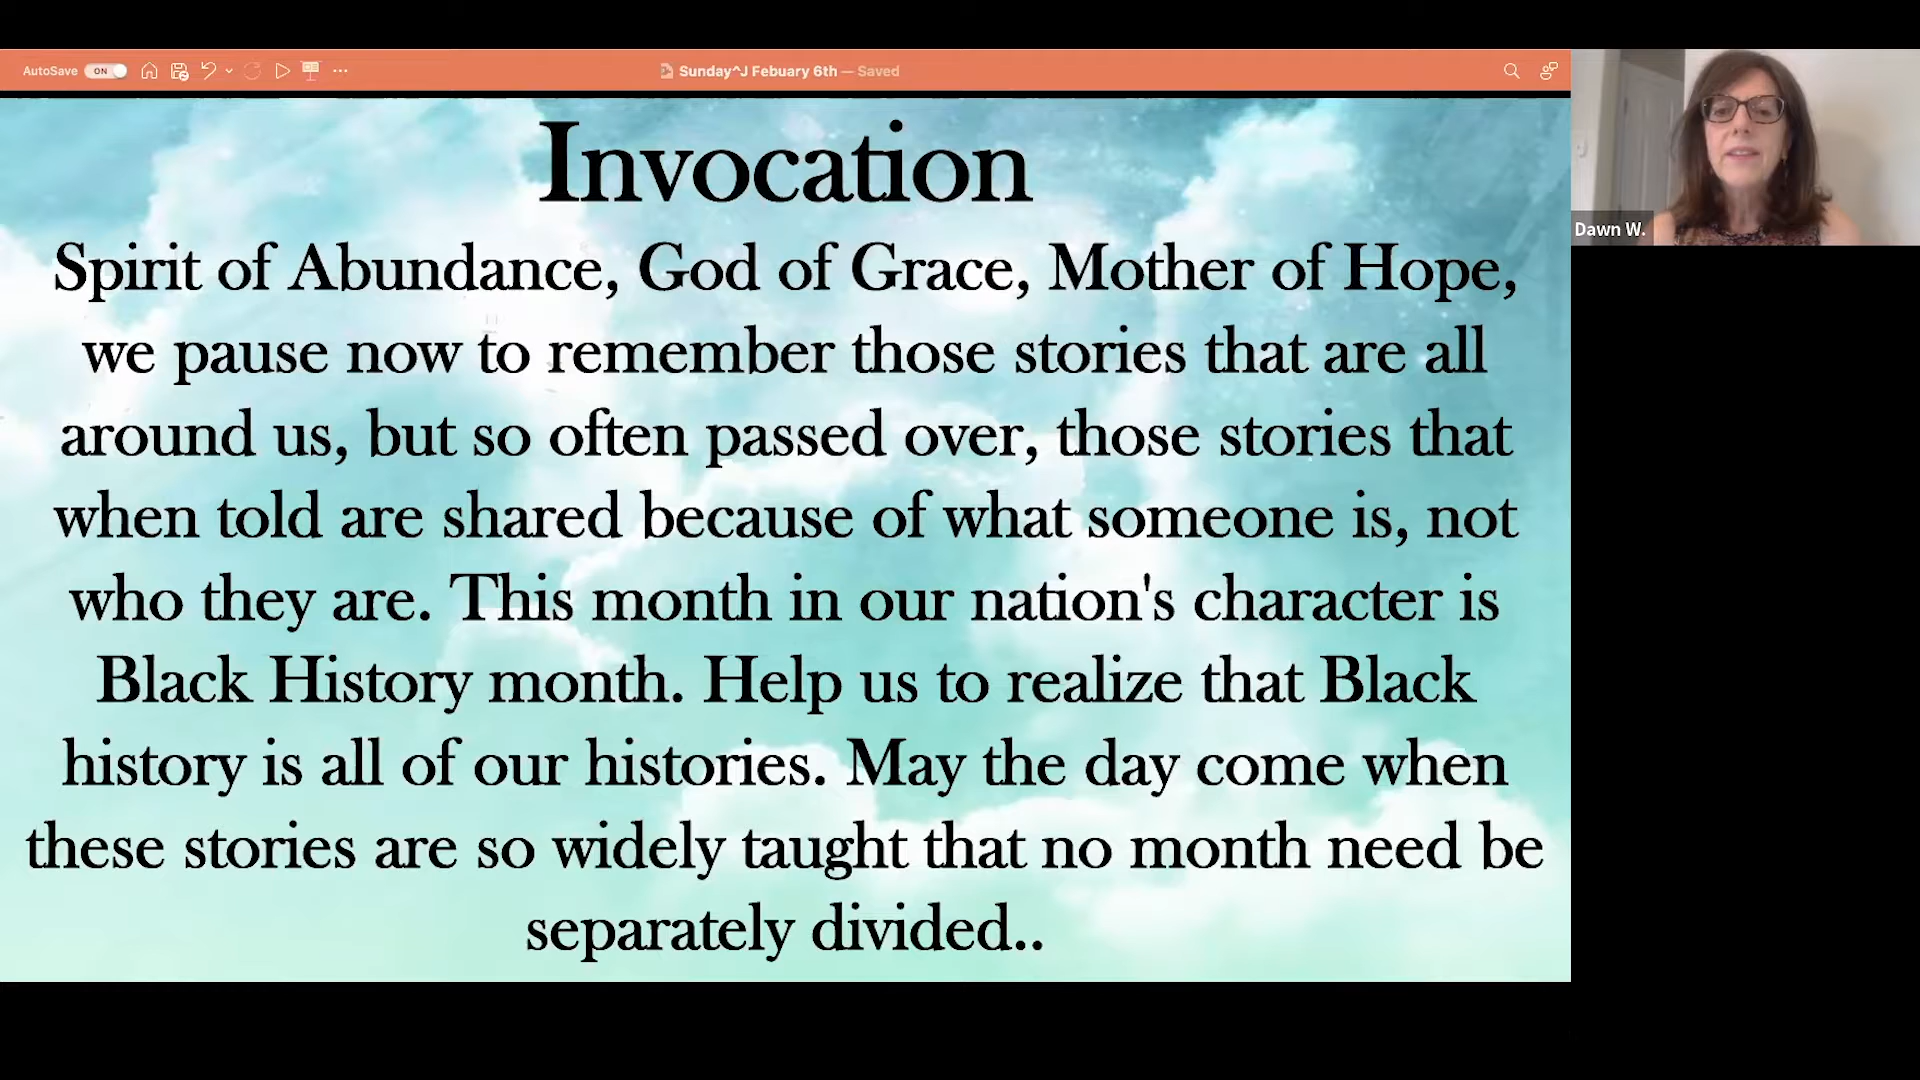 AutoSave ON Sunday^J Febuary 6th — Saved
Invocation
Spirit of Abundance, God of Grace, Mother of Hope,
we pause now to remember those stories that are all
around us, but so often passed over, those stories that
when told are shared because of what someone is, not
who they are. This month in our nation's character is
Black History month. Help us to realize that Black
history is all of our histories. May the day come when
these stories are so widely taught that no month need be
separately divided..
Dawn W.